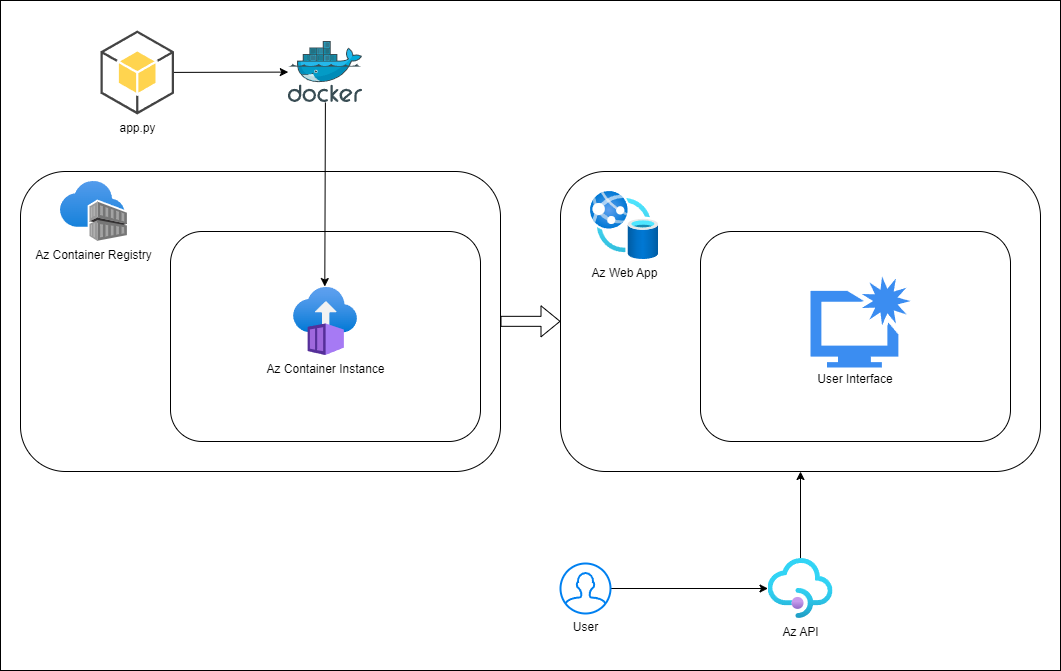 app.py
docker
Az Container Registry
Az Container Instance
Az Web App
User Interface
User
Az API